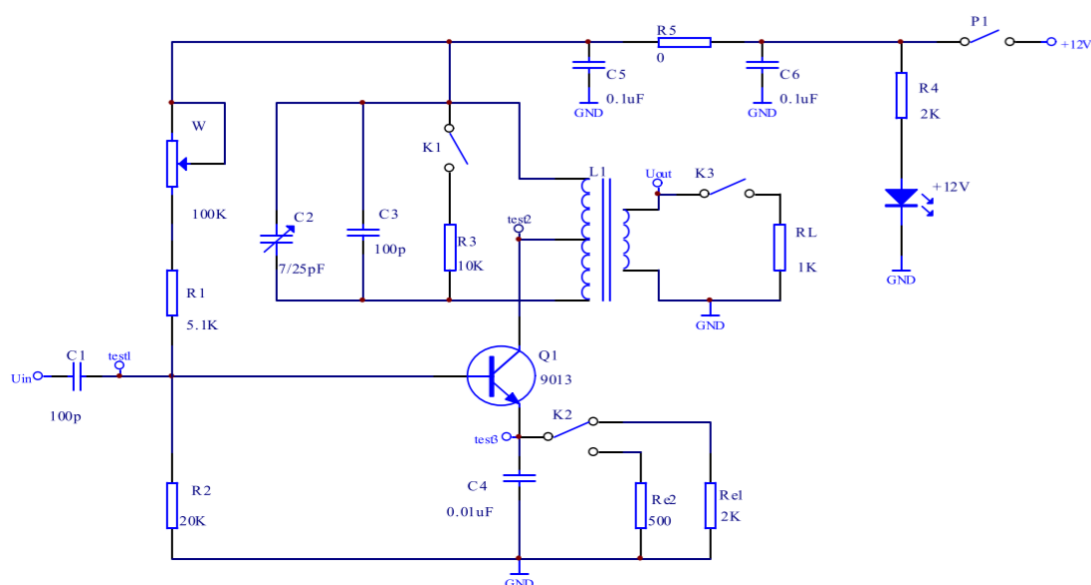 P1
R5
+12V
0
C5
0.1uF
GND
C6
0.1uF
GND
R4
2K
W
100K
K1
L1
Uout
K3
+12V
C2
7/25pF
C3
100p
R3
10K
test2
RL
1K
GND
GND
R1
5.1K
C1
test1
Uin
100p
Q1
9013
K2
test3
C4
0.01uF
R2
20K
Re2
500
Re1
2K
GND